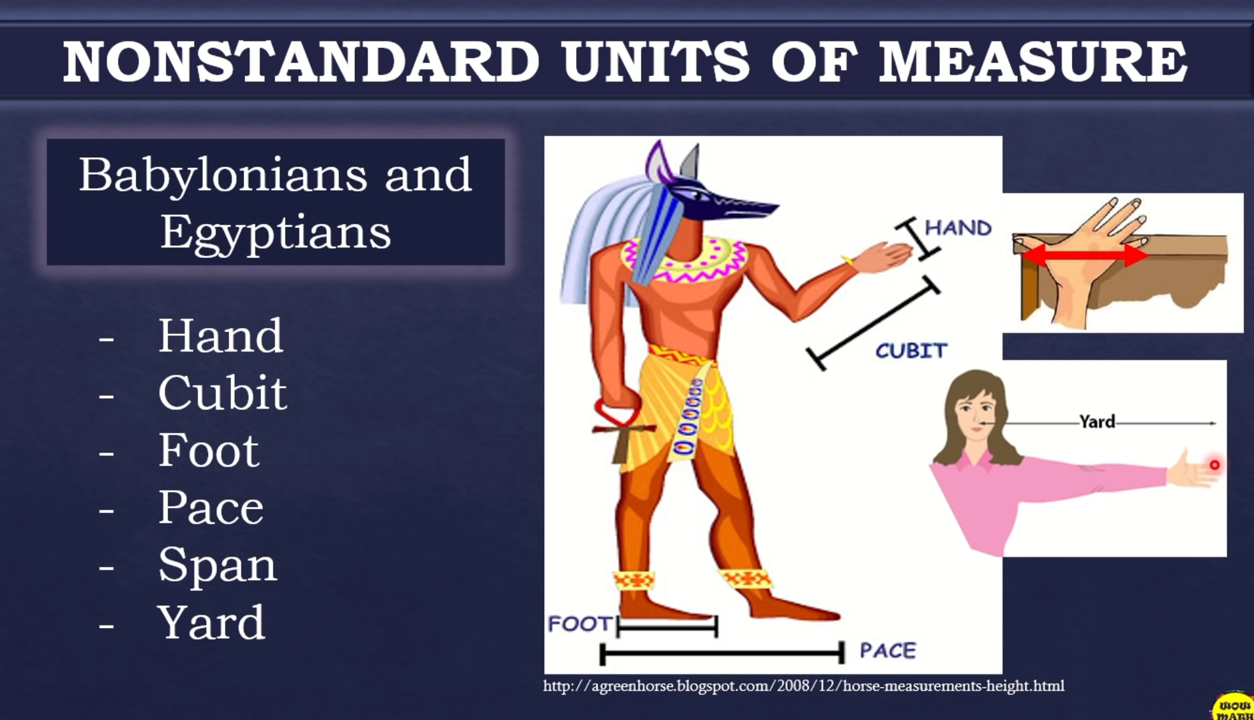 NONSTANDARD UNITS OF MEASURE
Babylonians and
Egyptians
- Hand
- Cubit
- Foot
- Pace
- Span
- Yard
HAND
CUBIT
FOOT
PACE
Yard
http://agreenhorse.blogspot.com/2008/12/horse-measurements-height.html